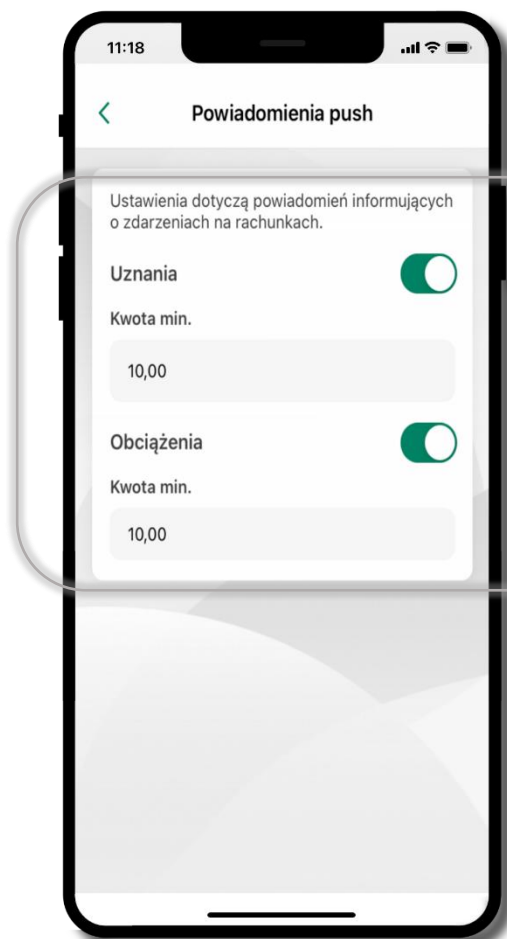 11:18
Powiadomienia push
Ustawienia dotyczą powiadomień informujących
o zdarzeniach na rachunkach.
Uznania
Kwota min.
10,00
Obciążenia
Kwota min.
10,00